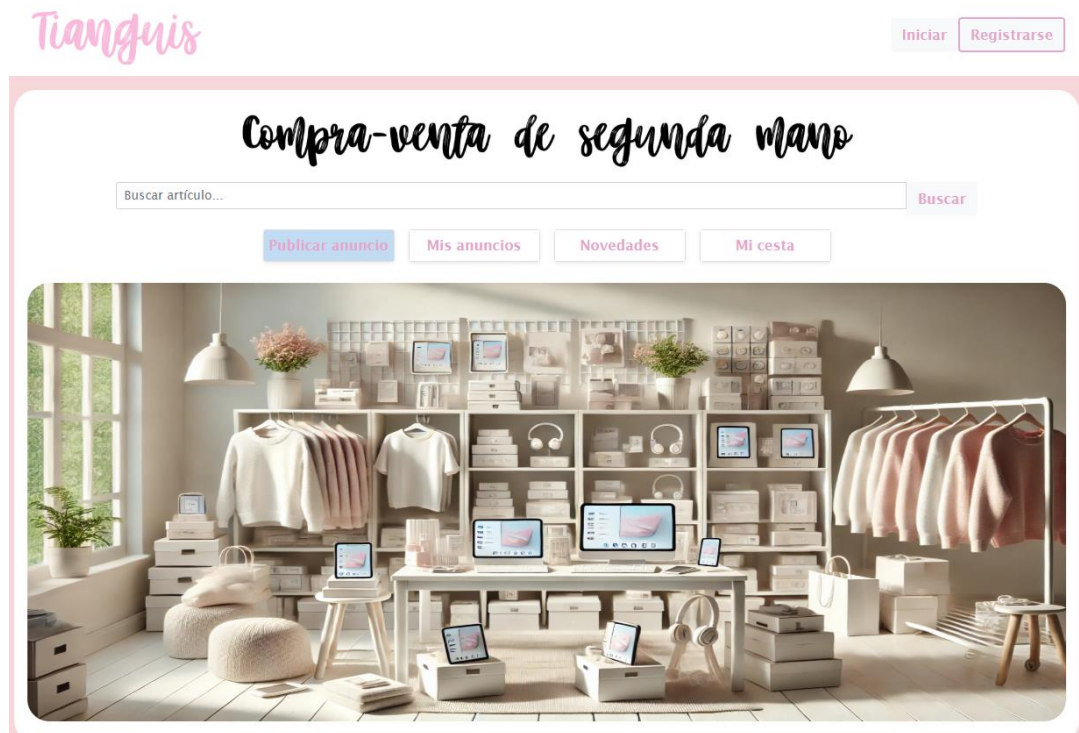 Tianguis
Iniciar Registrarse
Compra-venta de segunda mano
Buscar artículo... Buscar
Publicar anuncio Mis anuncios Novedades Mi cesta